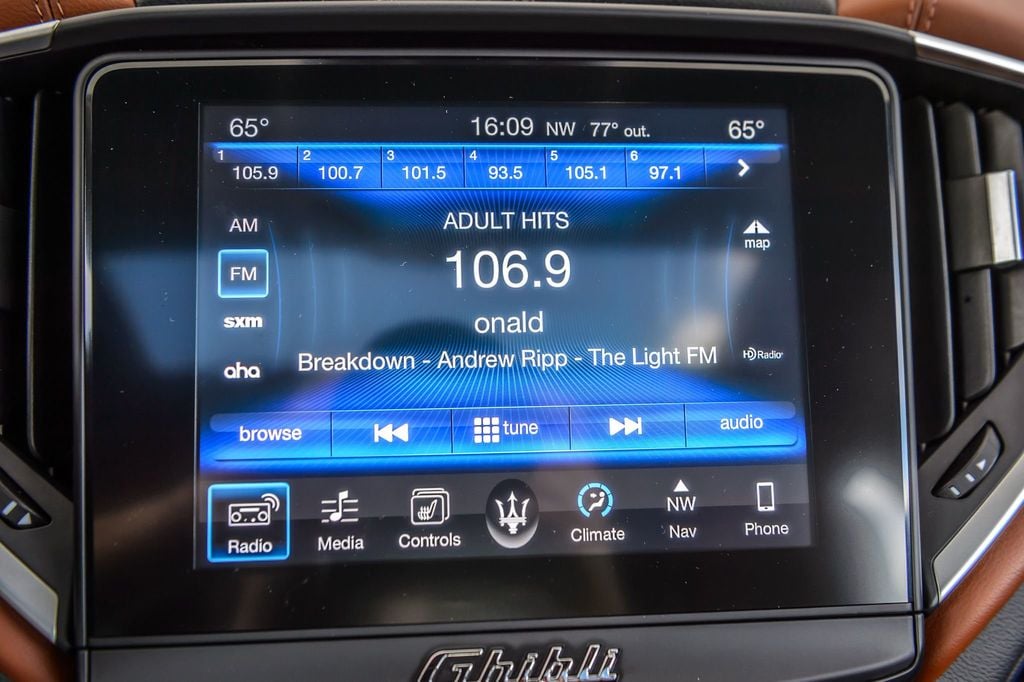 65° 16:09 NW 77° out. 65°
1 2 3 4 5 6
105.9 100.7 101.5 93.5 105.1 97.1
AM ADULT HITS
map
FM 106.9
sxm onald
aha Breakdown - Andrew Ripp - The Light FM HD Radio
browse tune audio
NW
Radio Media Controls Climate Nav Phone
Ghibli